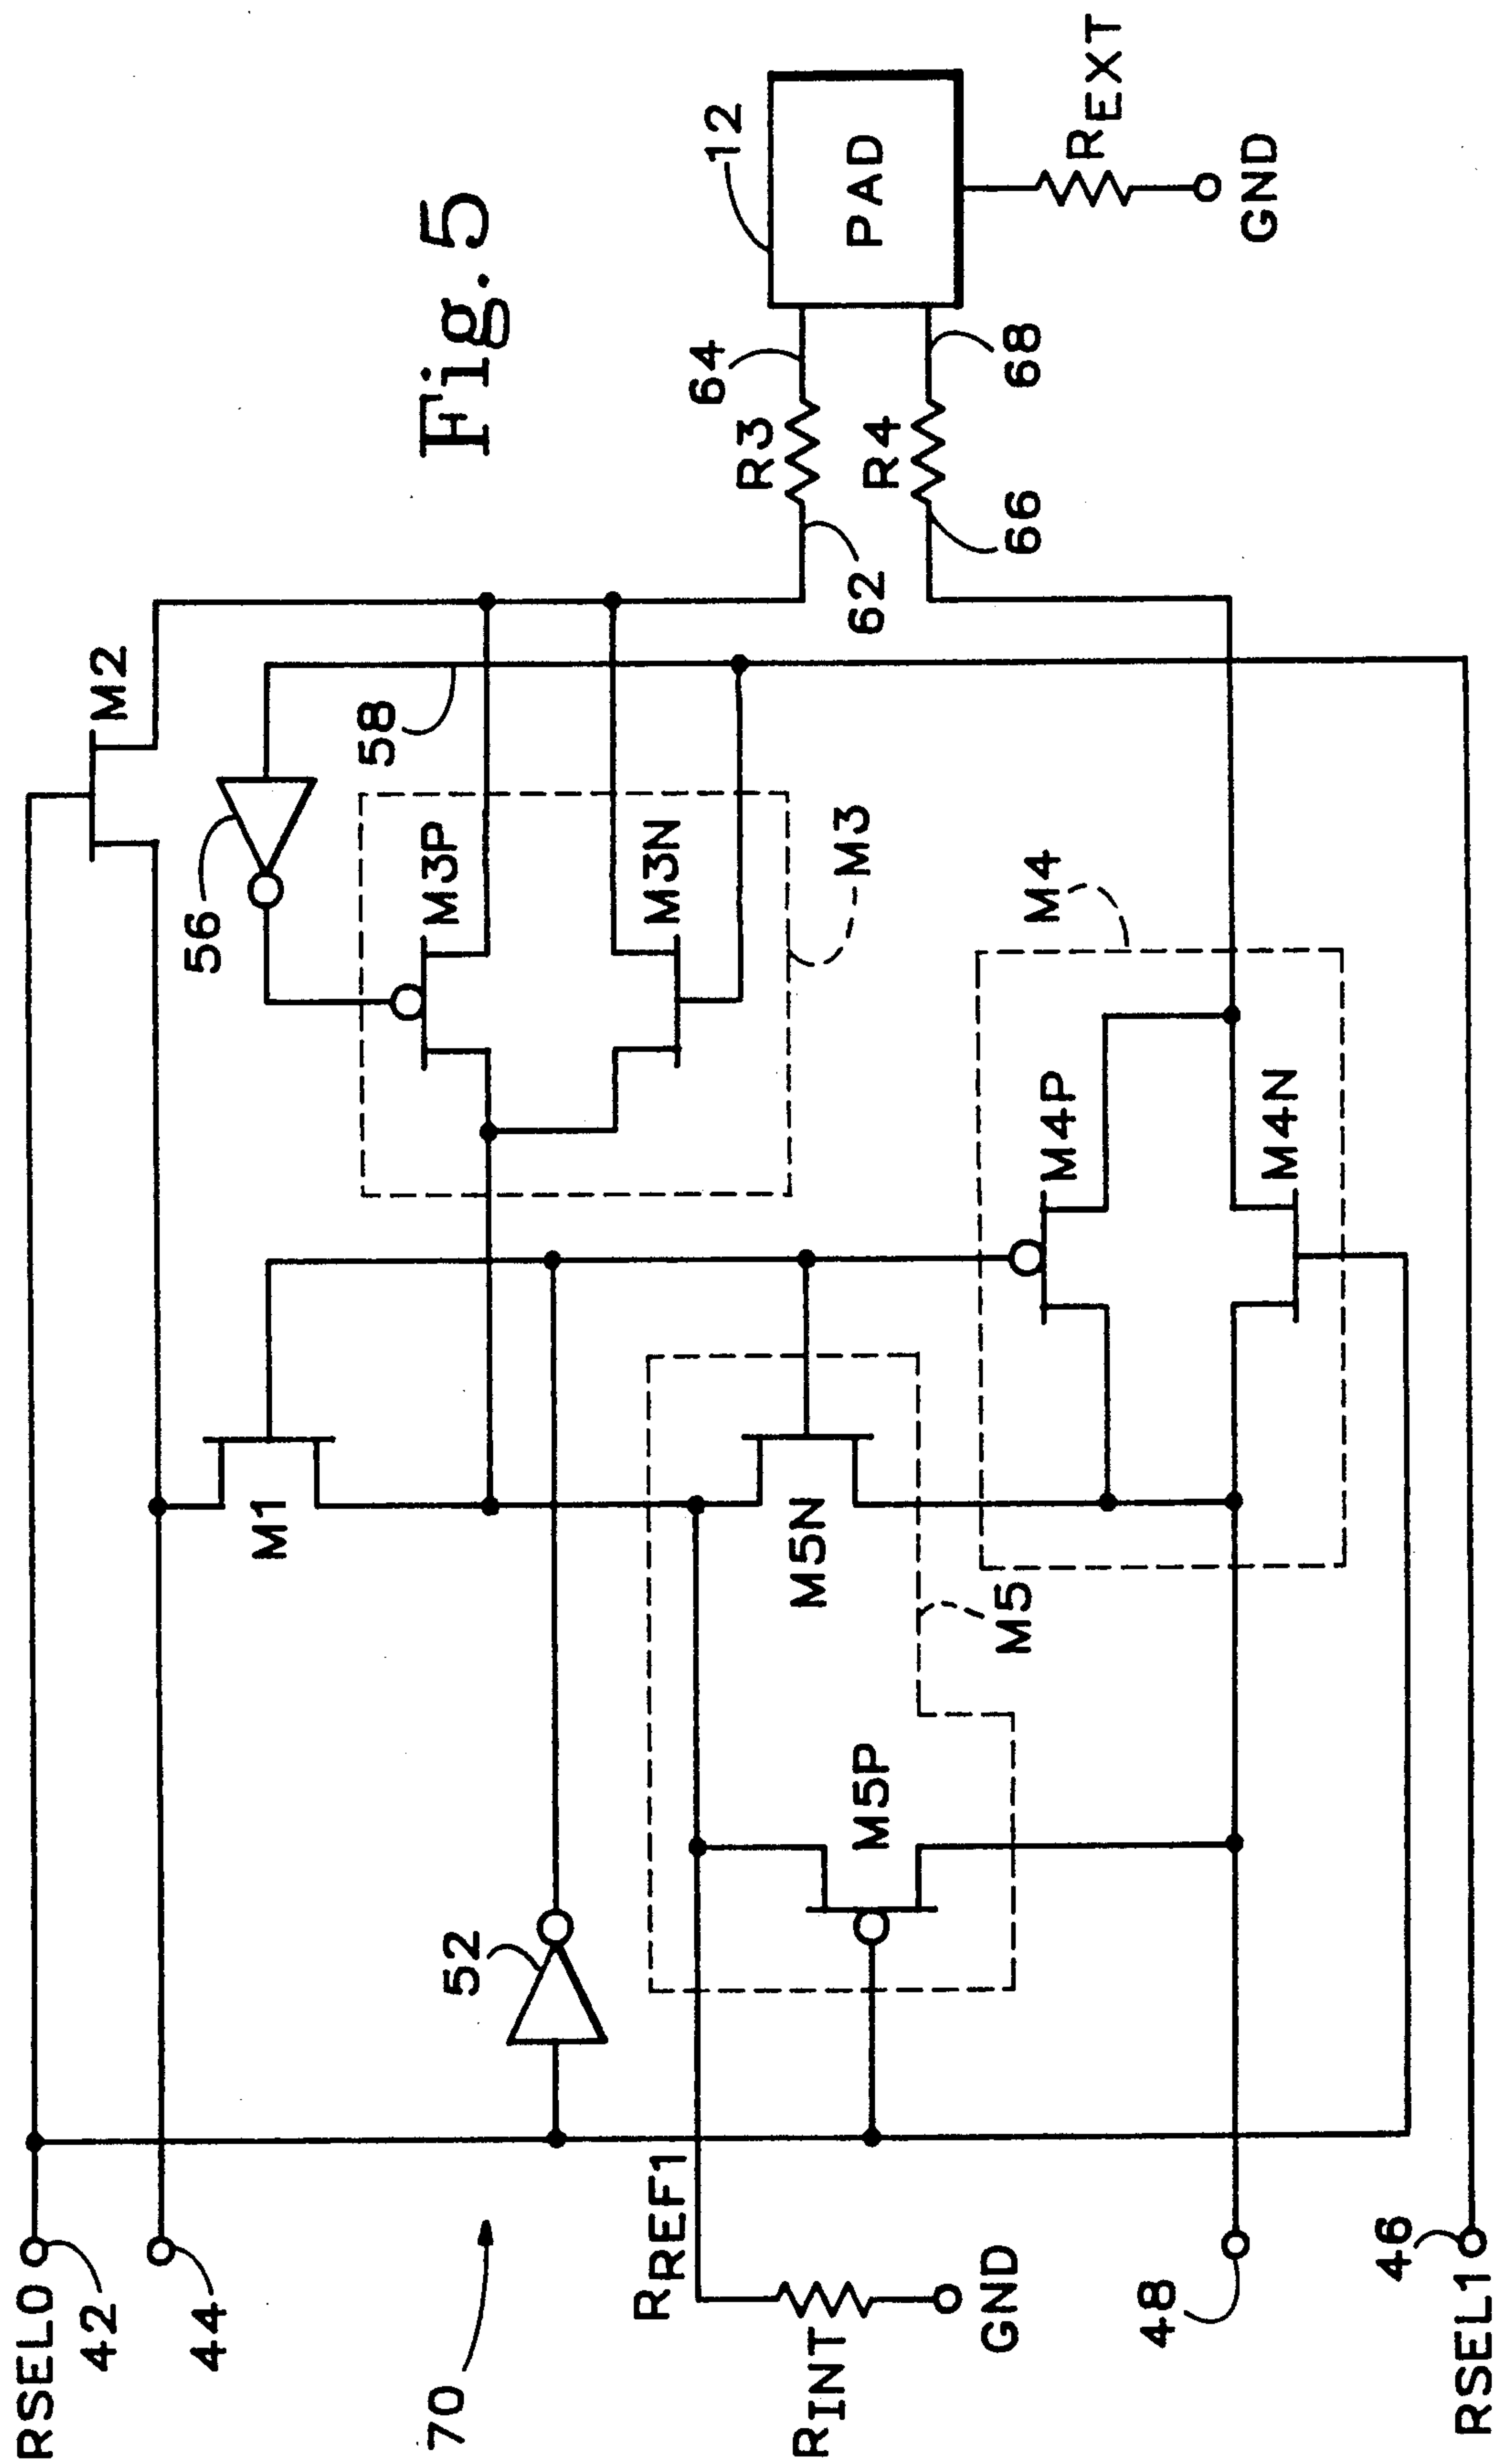 Fig. 5
RSEL0
42
44
70
52
56
58
M1
M2
M3P
M3N
M3
M4
M4P
M4N
M5N
M5P
M5
RREF1
RINT
GND
48
46
RSEL1
62
R3
64
66
R4
68
12
PAD
REXT
GND